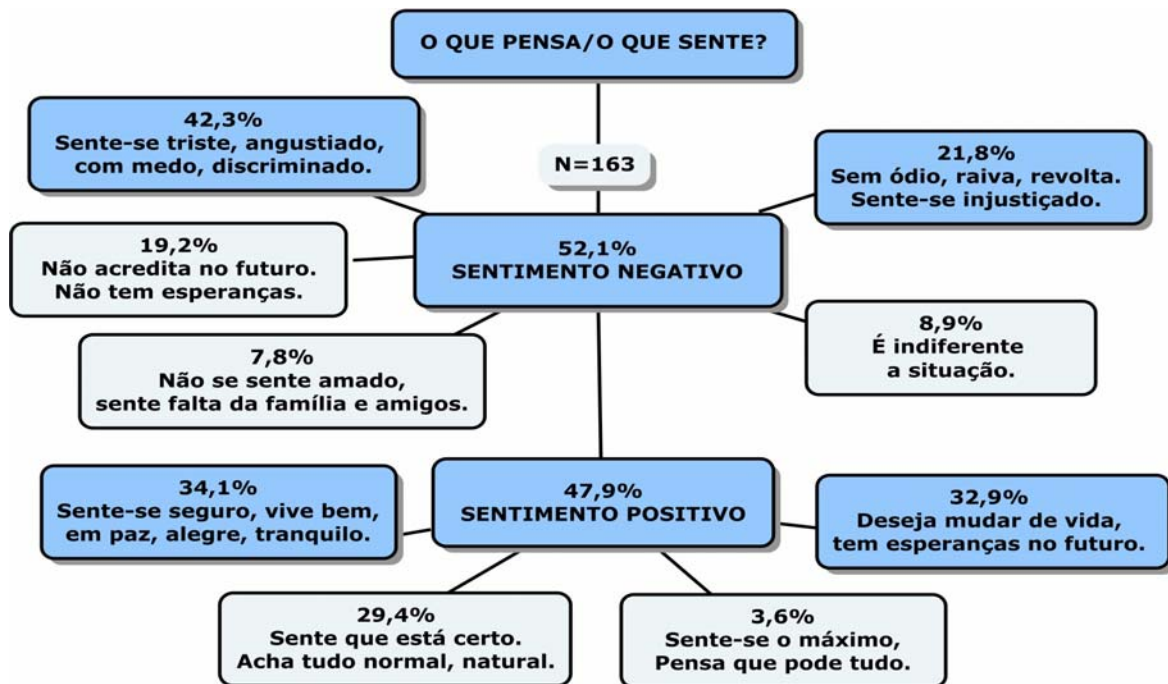 O QUE PENSA/O QUE SENTE?
42,3%
Sente-se triste, angustiado,
com medo, discriminado.
N=163
21,8%
Sem ódio, raiva, revolta.
Sente-se injustiçado.
19,2%
Não acredita no futuro.
Não tem esperanças.
52,1%
SENTIMENTO NEGATIVO
7,8%
Não se sente amado,
sente falta da família e amigos.
8,9%
É indiferente
a situação.
34,1%
Sente-se seguro, vive bem,
em paz, alegre, tranquilo.
47,9%
SENTIMENTO POSITIVO
32,9%
Deseja mudar de vida,
tem esperanças no futuro.
29,4%
Sente que está certo.
Acha tudo normal, natural.
3,6%
Sente-se o máximo,
Pensa que pode tudo.